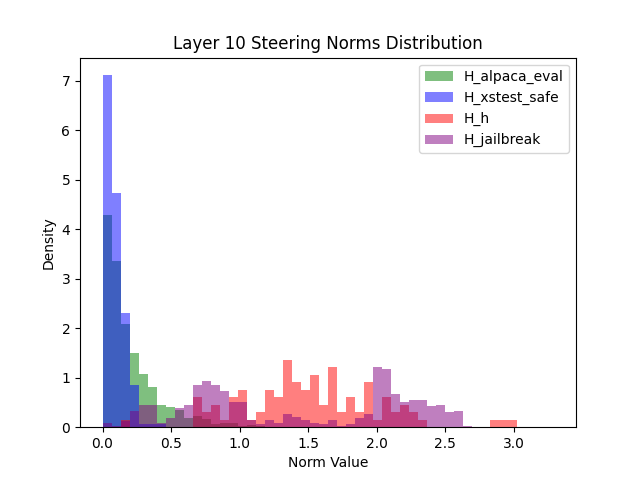 Layer 10 Steering Norms Distribution
H_alpaca_eval
H_xstest_safe
H_h
H_jailbreak
Density
7
6
5
4
3
2
1
0
0.0 0.5 1.0 1.5 2.0 2.5 3.0
Norm Value